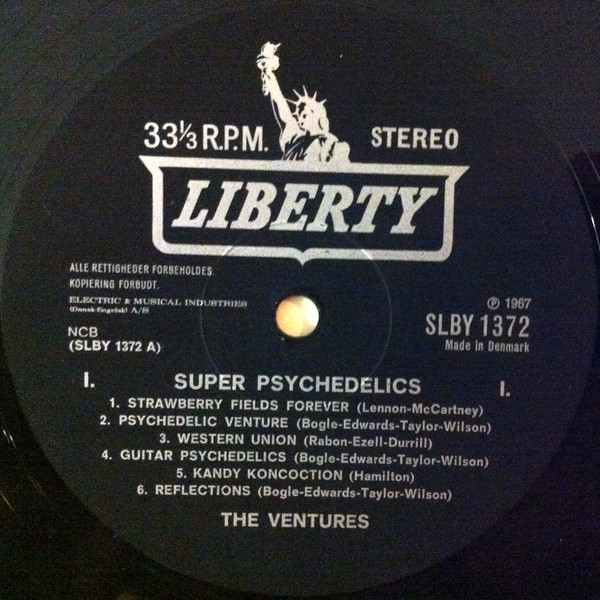 33⅓ R.P.M. STEREO
LIBERTY
ALLE RETTIGHEDER FORBEHOLDES.
KOPIERING FORBUDT.
ELECTRIC & MUSICAL INDUSTRIES
(Dansk-Engelsk) A/S
NCB
(SLBY 1372 A)
℗ 1967
SLBY 1372
Made in Denmark
I. SUPER PSYCHEDELICS I.
1. STRAWBERRY FIELDS FOREVER (Lennon-McCartney)
2. PSYCHEDELIC VENTURE (Bogle-Edwards-Taylor-Wilson)
3. WESTERN UNION (Rabon-Ezell-Durrill)
4. GUITAR PSYCHEDELICS (Bogle-Edwards-Taylor-Wilson)
5. KANDY KONCOCTION (Hamilton)
6. REFLECTIONS (Bogle-Edwards-Taylor-Wilson)
THE VENTURES